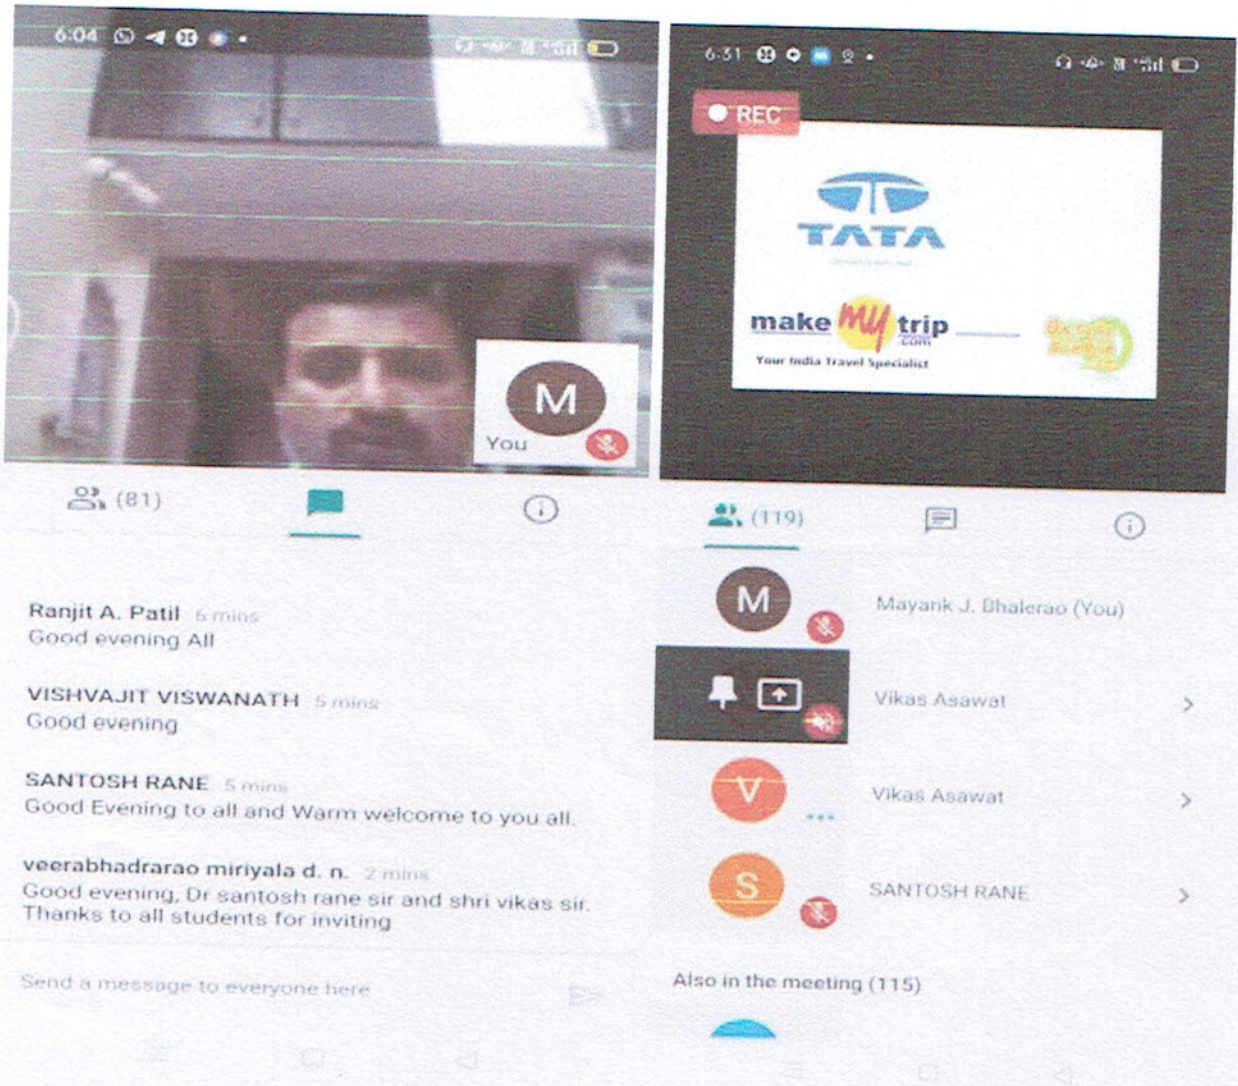 6:04
M
You
(81)
Ranjit A. Patil 6 mins
Good evening All
VISHVAJIT VISWANATH 5 mins
Good evening
SANTOSH RANE 5 mins
Good Evening to all and Warm welcome to you all.
veerabhadrarao miriyala d. n. 2 mins
Good evening, Dr santosh rane sir and shri vikas sir.
Thanks to all students for inviting
Send a message to everyone here
6:31
REC
TATA
make my trip
.com
Your India Travel Specialist
(119)
M
Mayank J. Bhalerao (You)
Vikas Asawat
V
Vikas Asawat
S
SANTOSH RANE
Also in the meeting (115)